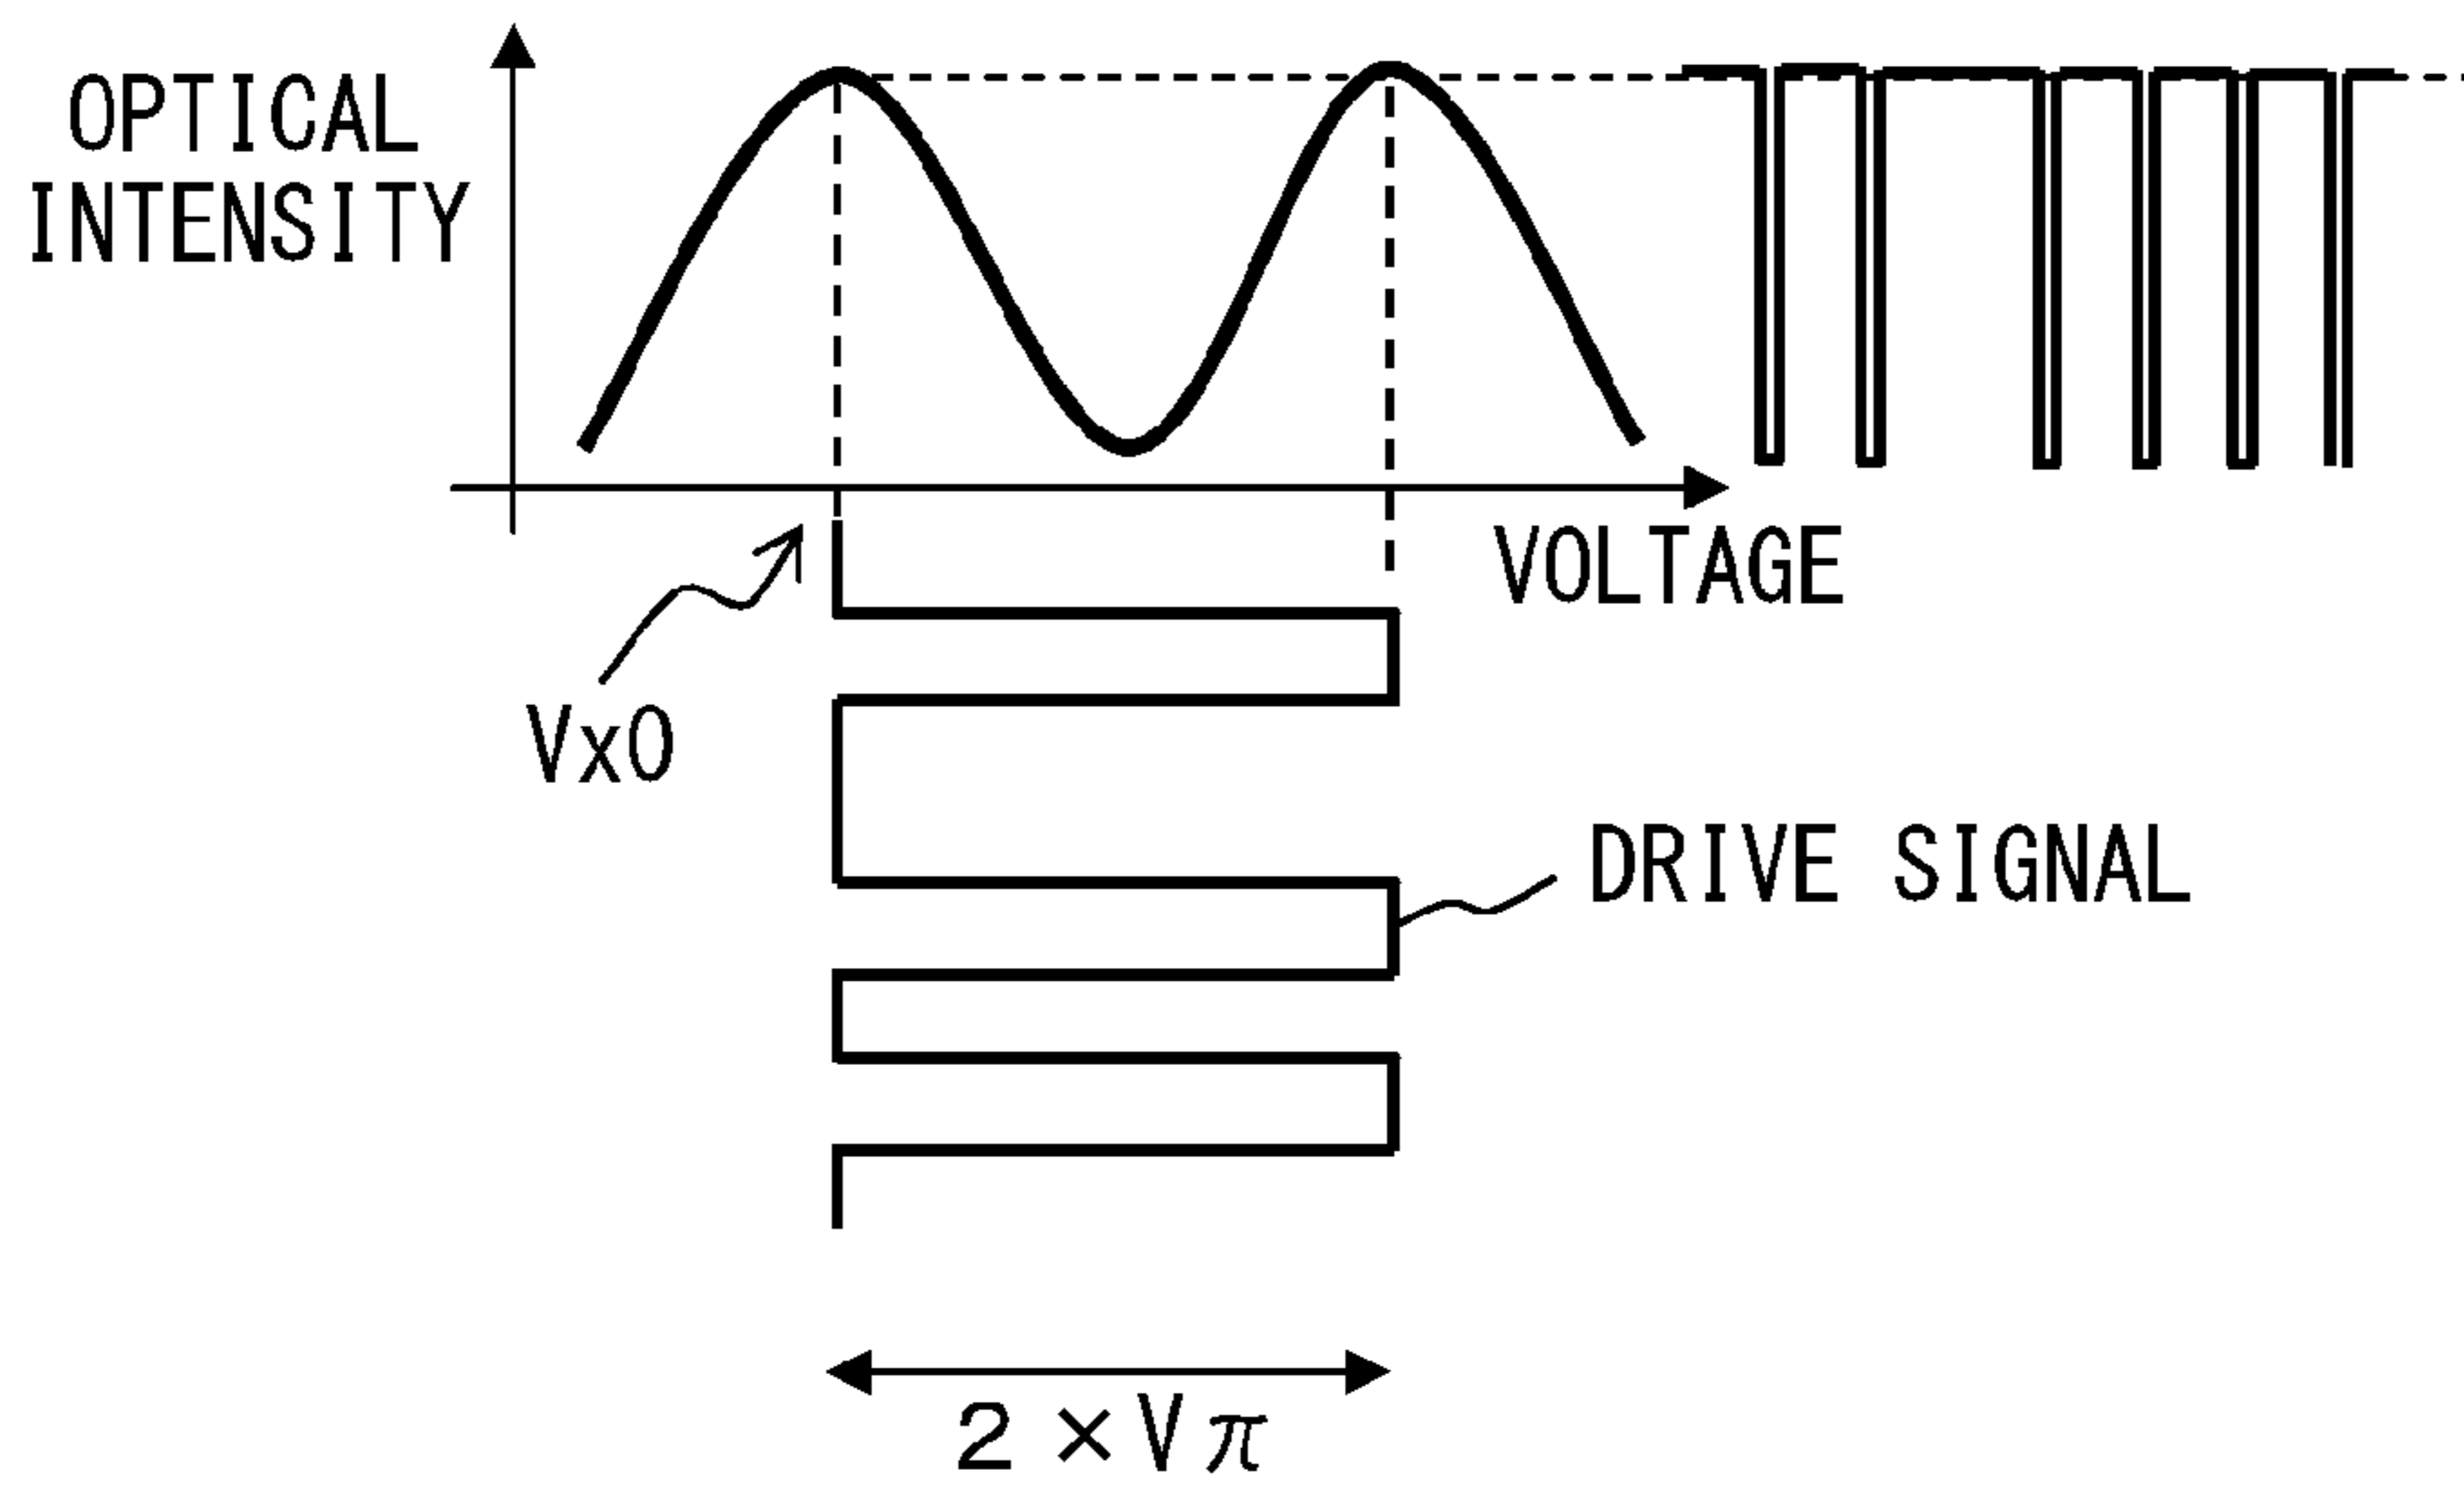 OPTICAL
INTENSITY
VOLTAGE
Vx0
DRIVE SIGNAL
2×Vπ